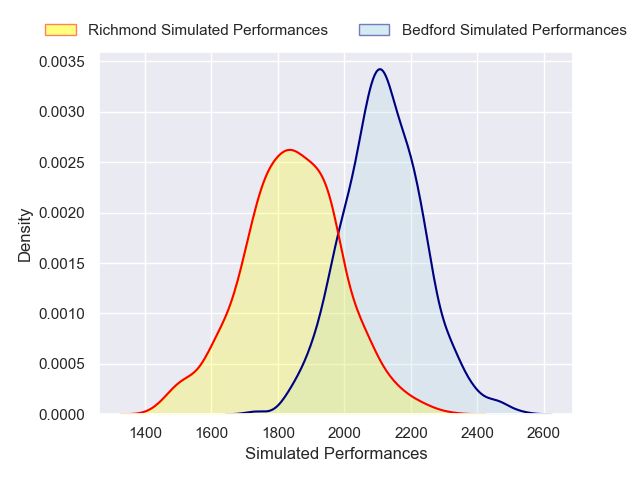 Richmond Simulated Performances Bedford Simulated Performances
0.0035
0.0030
0.0025
0.0020
0.0015
0.0010
0.0005
0.0000
Density
1400 1600 1800 2000 2200 2400 2600
Simulated Performances